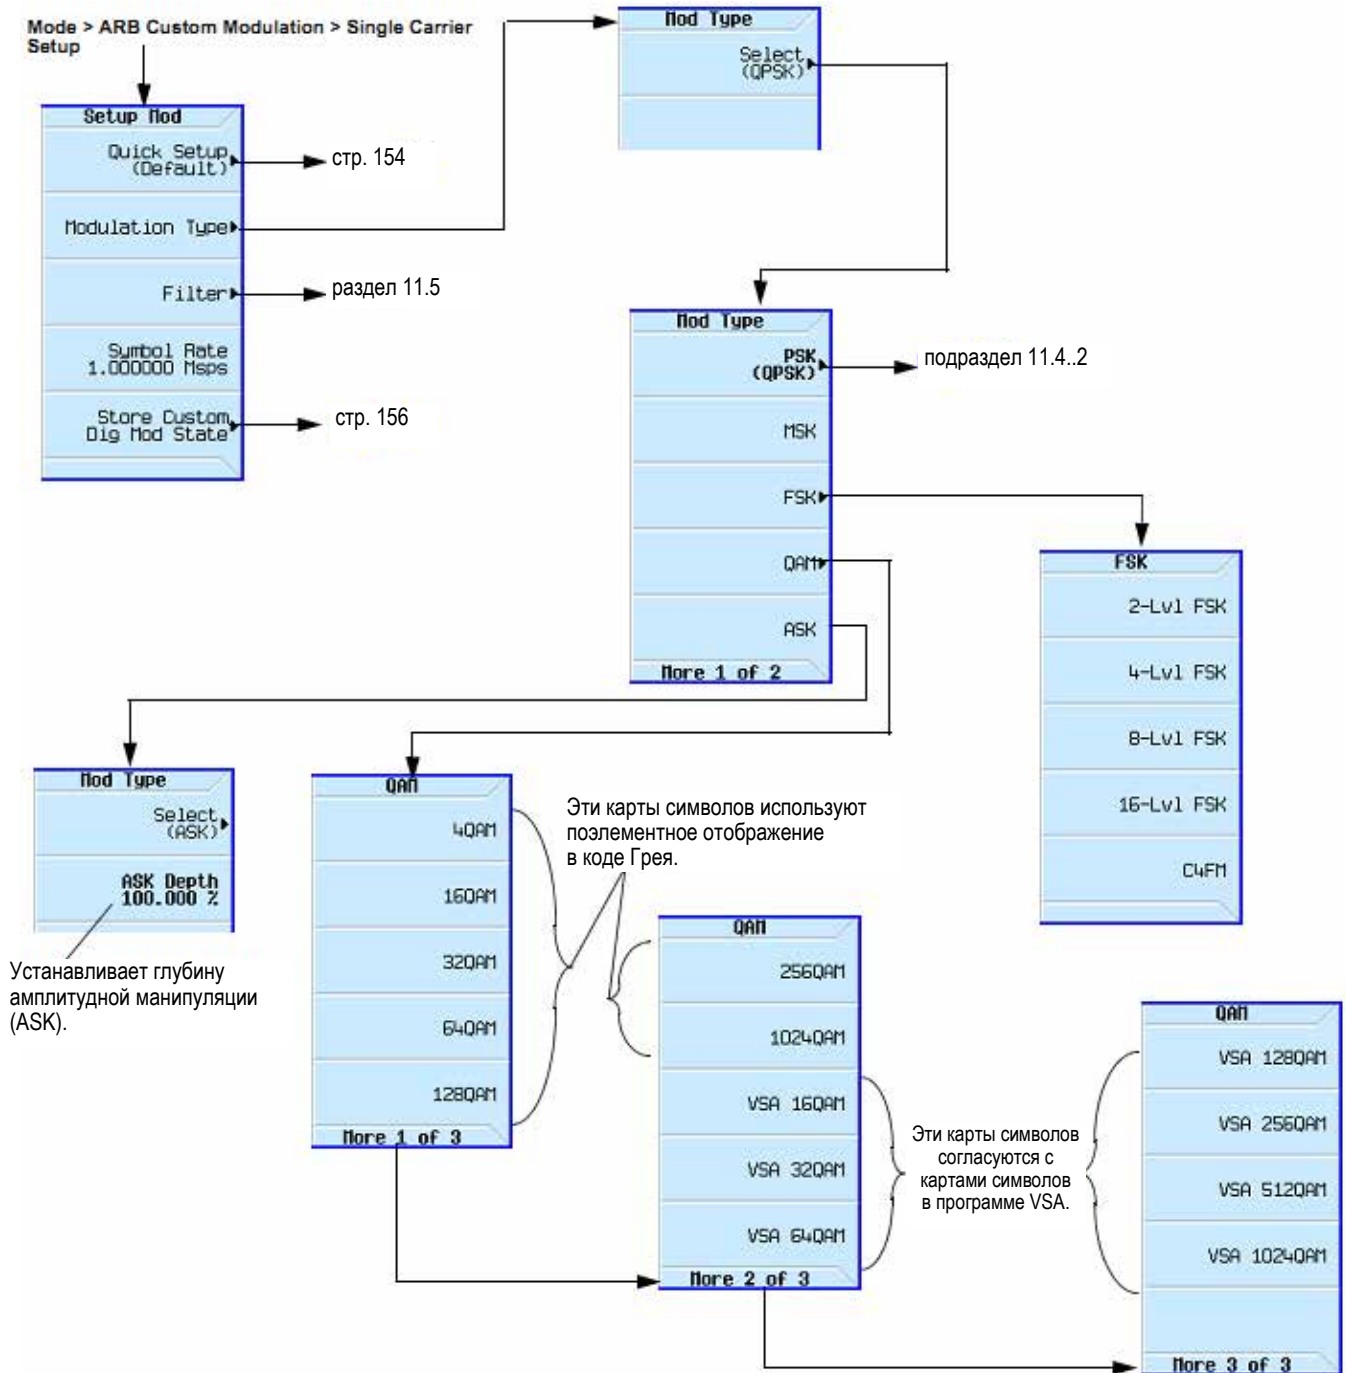 Mode > ARB Custom Modulation > Single Carrier
Setup
Setup Mod
Quick Setup
(Default)
стр. 154
Modulation Type
Filter
раздел 11.5
Symbol Rate
1.000000 Msps
Store Custom
Dig Mod State
стр. 156
Mod Type
Select
(QPSK)
Mod Type
PSK
(QPSK)
подраздел 11.4..2
MSK
FSK
QAM
ASK
More 1 of 2
FSK
2-Lvl FSK
4-Lvl FSK
8-Lvl FSK
16-Lvl FSK
C4FM
Mod Type
Select
(ASK)
ASK Depth
100.000 %
Устанавливает глубину
амплитудной манипуляции
(ASK).
QAM
4QAM
16QAM
32QAM
64QAM
128QAM
More 1 of 3
Эти карты символов используют
поэлементное отображение
в коде Грея.
QAM
256QAM
1024QAM
VSA 16QAM
VSA 32QAM
VSA 64QAM
More 2 of 3
Эти карты символов
согласуются с
картами символов
в программе VSA.
QAM
VSA 128QAM
VSA 256QAM
VSA 512QAM
VSA 1024QAM
More 3 of 3